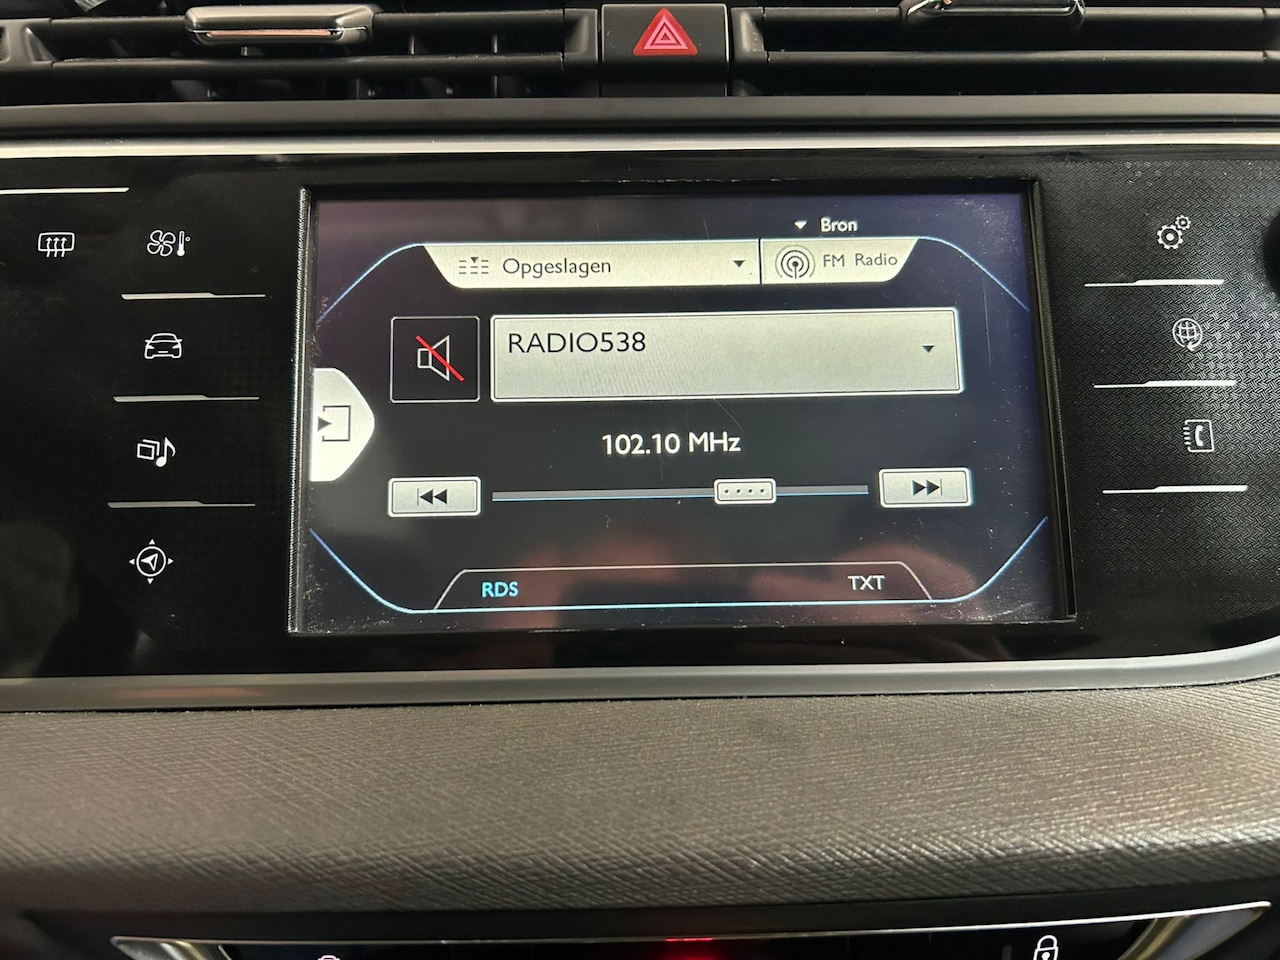 Bron
Opgeslagen
FM Radio
RADIO538
102.10 MHz
RDS
TXT